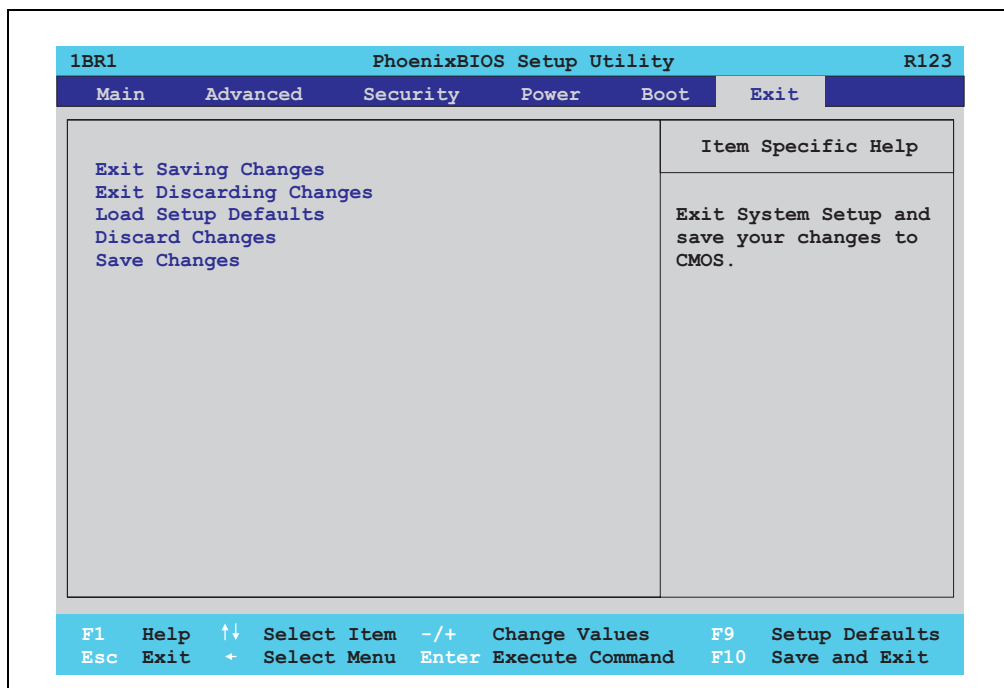 1BR1 PhoenixBIOS Setup Utility R123
Main Advanced Security Power Boot Exit
Item Specific Help
Exit Saving Changes
Exit Discarding Changes
Load Setup Defaults
Discard Changes
Save Changes
Exit System Setup and
save your changes to
CMOS.
F1 Help ↑↓ Select Item -/+ Change Values F9 Setup Defaults
Esc Exit ← Select Menu Enter Execute Command F10 Save and Exit